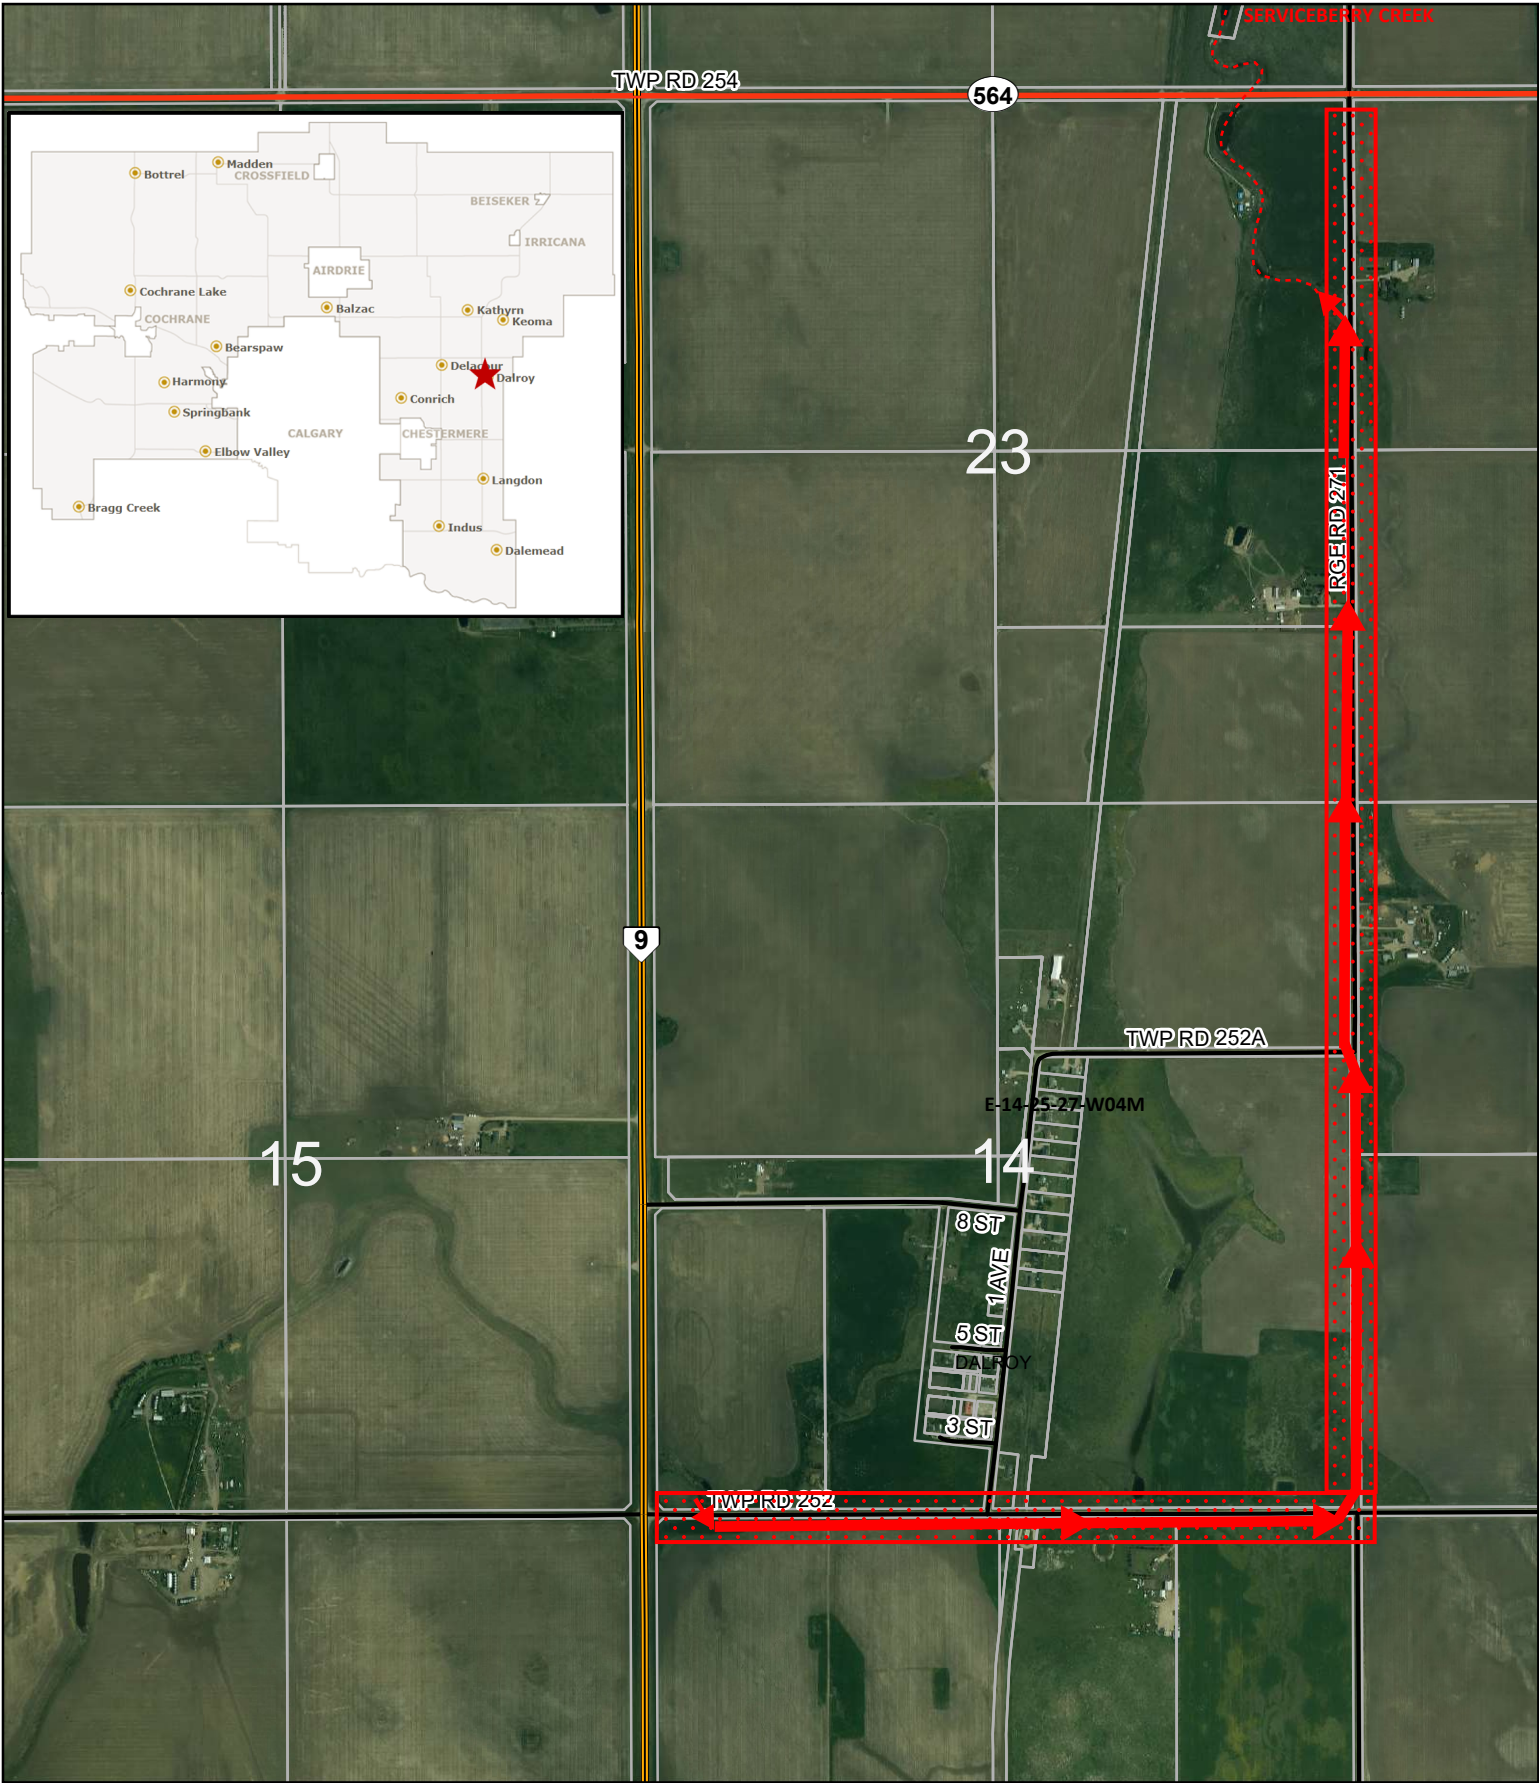 SERVICEBERRY CREEK
TWP RD 254
564
Madden
CROSSFIELD
Bottrel
BEISEKER
IRRICANA
AIRDRIE
Cochrane Lake
Balzac
Kathyrn
COCHRANE
Keoma
Bearspaw
Delacour
Harmony
Dalroy
Conrich
Springbank
CALGARY
CHESTERMERE
Elbow Valley
Langdon
Bragg Creek
Indus
Dalemead
23
RGE RD 271
9
TWP RD 252A
E-14-25-27-W04M
15
14
8 ST
1 AVE
5 ST
DALROY
3 ST
TWP RD 252